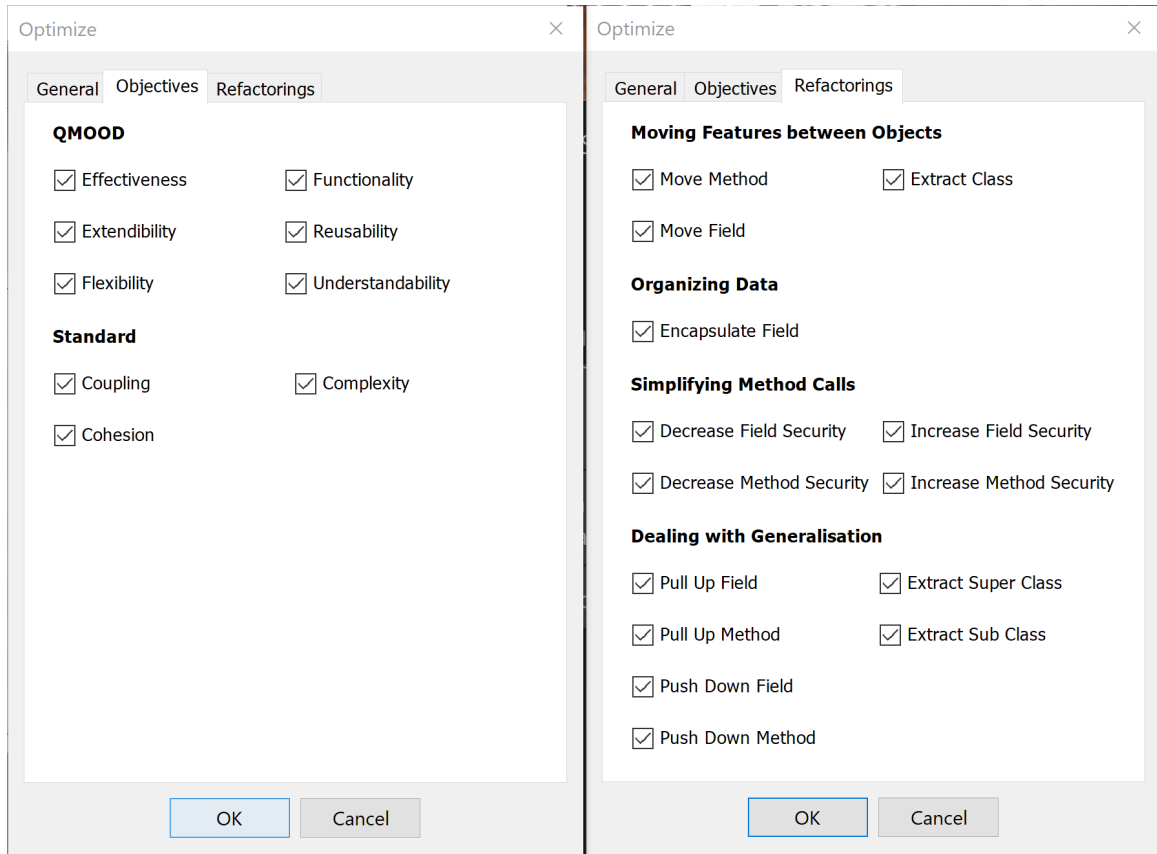 Optimize
General Objectives Refactorings
QMOOD
Effectiveness Functionality
Extendibility Reusability
Flexibility Understandability
Standard
Coupling Complexity
Cohesion
OK Cancel
Optimize
General Objectives Refactorings
Moving Features between Objects
Move Method Extract Class
Move Field
Organizing Data
Encapsulate Field
Simplifying Method Calls
Decrease Field Security Increase Field Security
Decrease Method Security Increase Method Security
Dealing with Generalisation
Pull Up Field Extract Super Class
Pull Up Method Extract Sub Class
Push Down Field
Push Down Method
OK Cancel